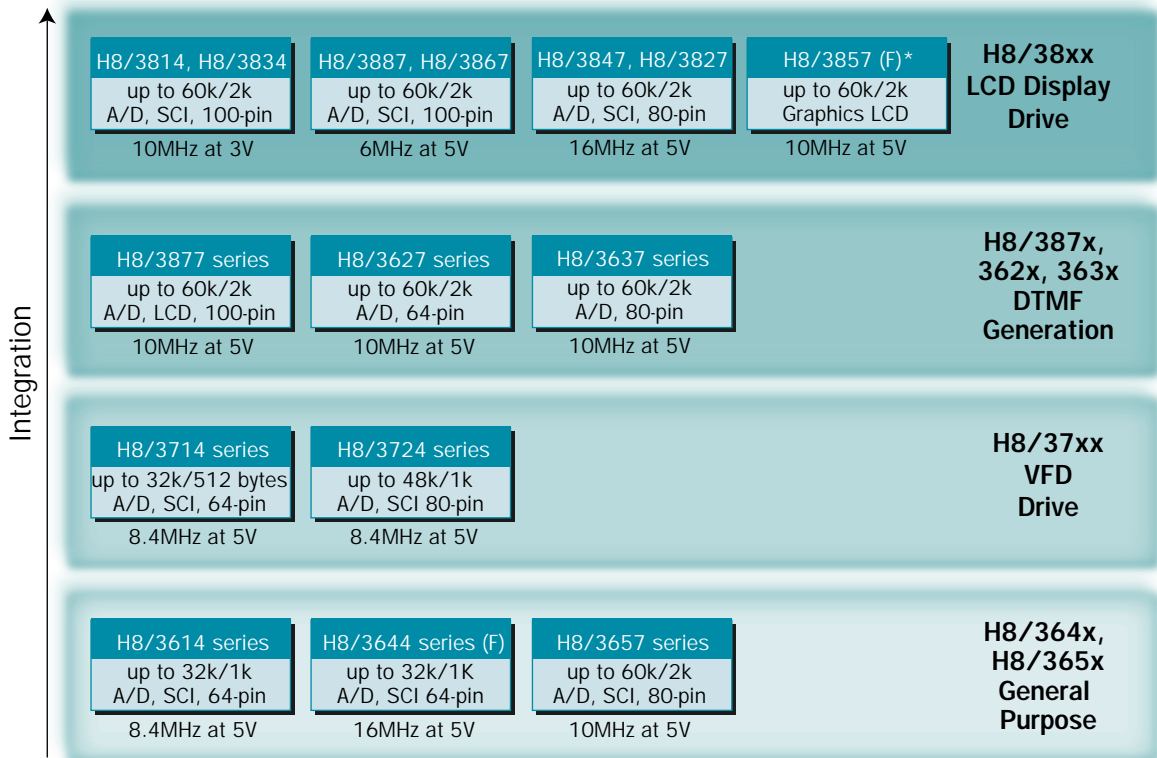 Integration
H8/3814, H8/3834
up to 60k/2k
A/D, SCI, 100-pin
10MHz at 3V
H8/3887, H8/3867
up to 60k/2k
A/D, SCI, 100-pin
6MHz at 5V
H8/3847, H8/3827
up to 60k/2k
A/D, SCI, 80-pin
16MHz at 5V
H8/3857 (F)*
up to 60k/2k
Graphics LCD
10MHz at 5V
H8/38xx
LCD Display
Drive
H8/3877 series
up to 60k/2k
A/D, LCD, 100-pin
10MHz at 5V
H8/3627 series
up to 60k/2k
A/D, 64-pin
10MHz at 5V
H8/3637 series
up to 60k/2k
A/D, 80-pin
10MHz at 5V
H8/387x,
362x, 363x
DTMF
Generation
H8/3714 series
up to 32k/512 bytes
A/D, SCI, 64-pin
8.4MHz at 5V
H8/3724 series
up to 48k/1k
A/D, SCI 80-pin
8.4MHz at 5V
H8/37xx
VFD
Drive
H8/3614 series
up to 32k/1k
A/D, SCI, 64-pin
8.4MHz at 5V
H8/3644 series (F)
up to 32k/1K
A/D, SCI 64-pin
16MHz at 5V
H8/3657 series
up to 60k/2k
A/D, SCI, 80-pin
10MHz at 5V
H8/364x,
H8/365x
General
Purpose